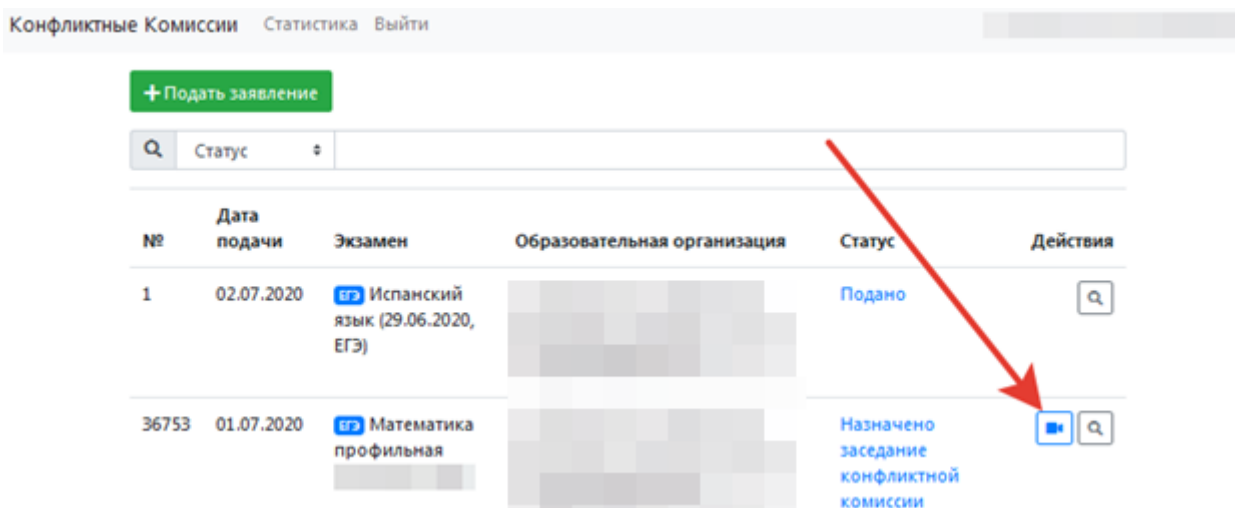 Конфликтные Комиссии Статистика Выйти
Подать заявление
Статус
№ Дата подачи Экзамен Образовательная организация Статус Действия
1 02.07.2020 ЕГЭ Испанский Подано
язык (29.06.2020,
ЕГЭ)
36753 01.07.2020 ЕГЭ Математика Назначено
профильная заседание
конфликтной
комиссии